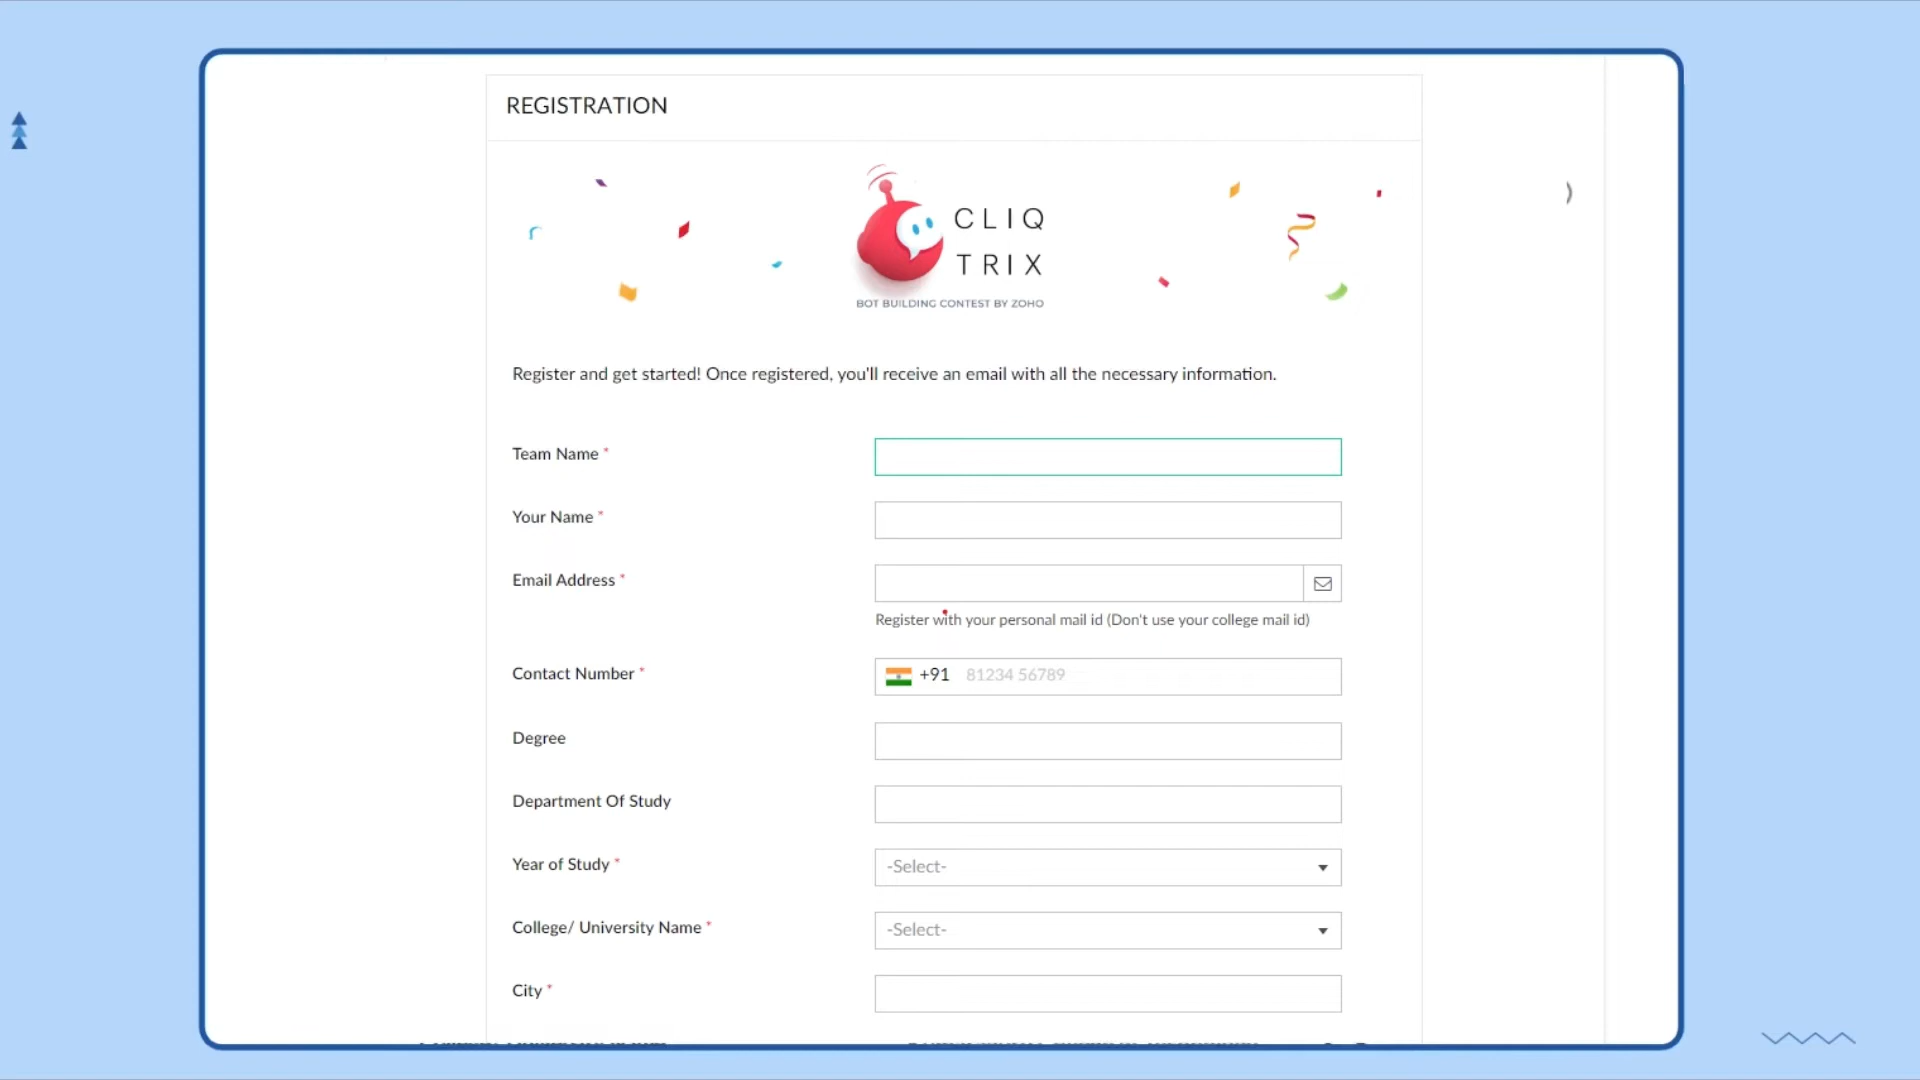 REGISTRATION
CLIQ
TRIX
BOT BUILDING CONTEST BY ZOHO
Register and get started! Once registered, you'll receive an email with all the necessary information.
Team Name *
Your Name *
Email Address *
Register with your personal mail id (Don't use your college mail id)
Contact Number *
+91 81234 56789
Degree
Department Of Study
Year of Study *
-Select-
College/ University Name *
-Select-
City *